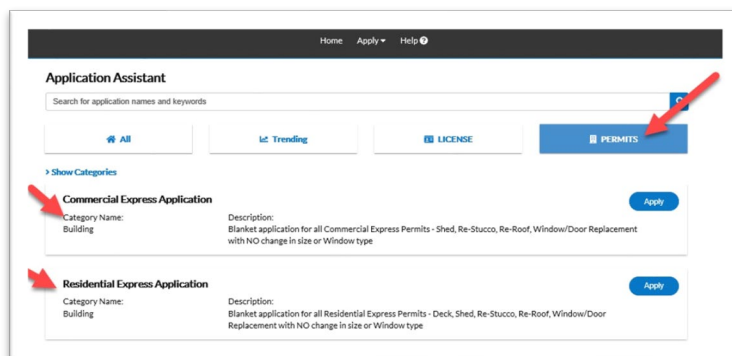 Home Apply Help
Application Assistant
Search for application names and keywords
All Trending LICENSE PERMITS
> Show Categories
Commercial Express Application Apply
Category Name: Description:
Building Blanket application for all Commercial Express Permits - Shed, Re-Stucco, Re-Roof, Window/Door Replacement
with NO change in size or Window type
Residential Express Application Apply
Category Name: Description:
Building Blanket application for all Residential Express Permits - Deck, Shed, Re-Stucco, Re-Roof, Window/Door
Replacement with NO change in size or Window type